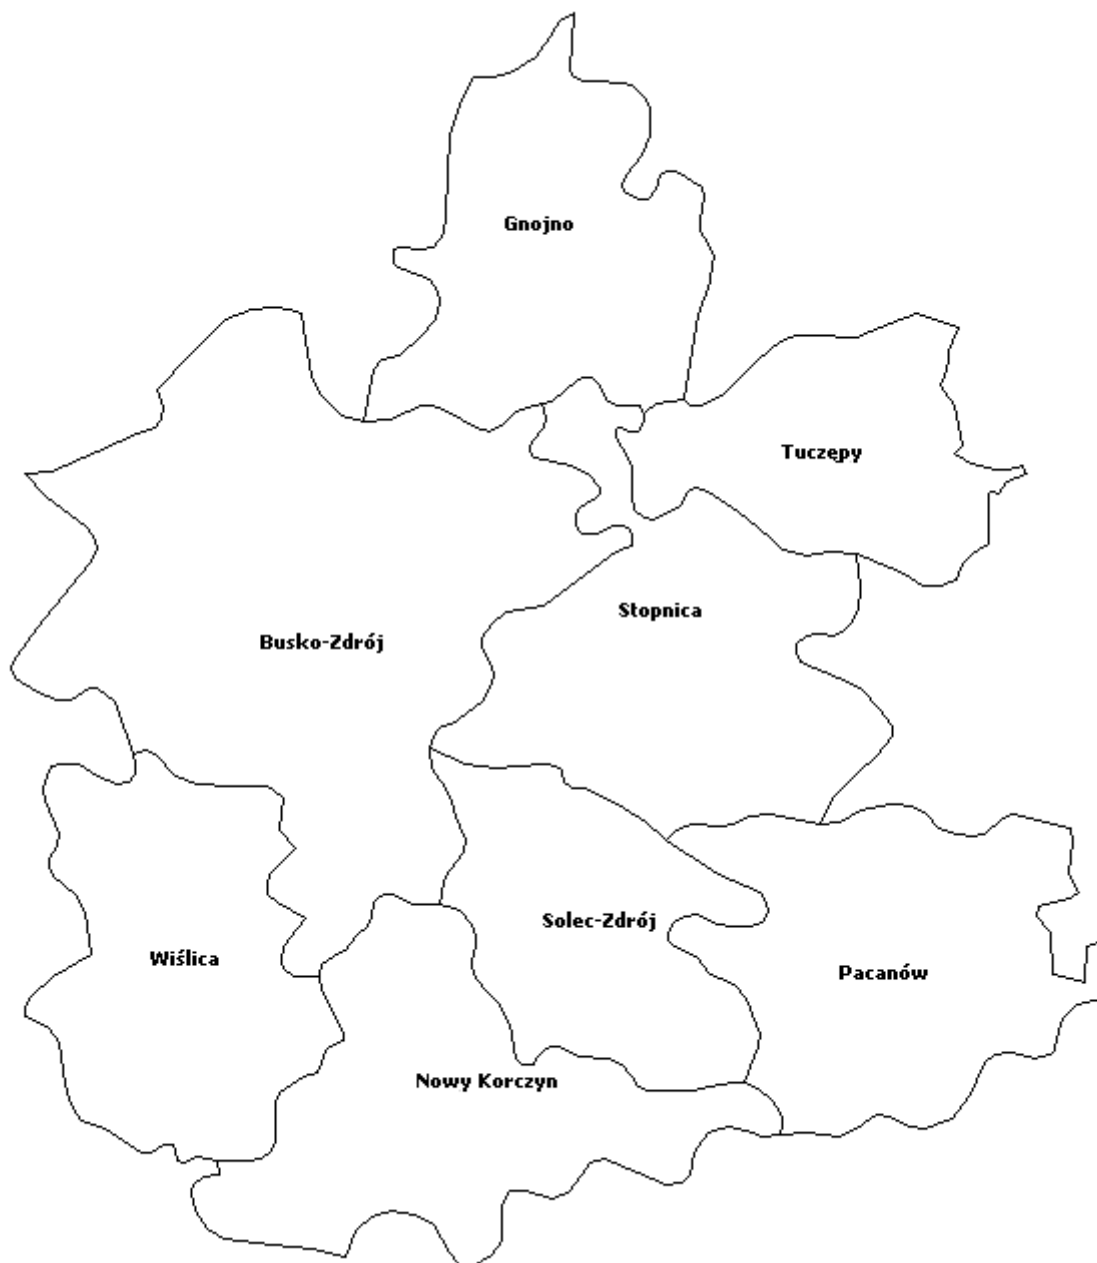 Gnojno
Tuczępy
Stopnica
Busko-Zdrój
Solec-Zdrój
Wiślica
Pacanów
Nowy Korczyn